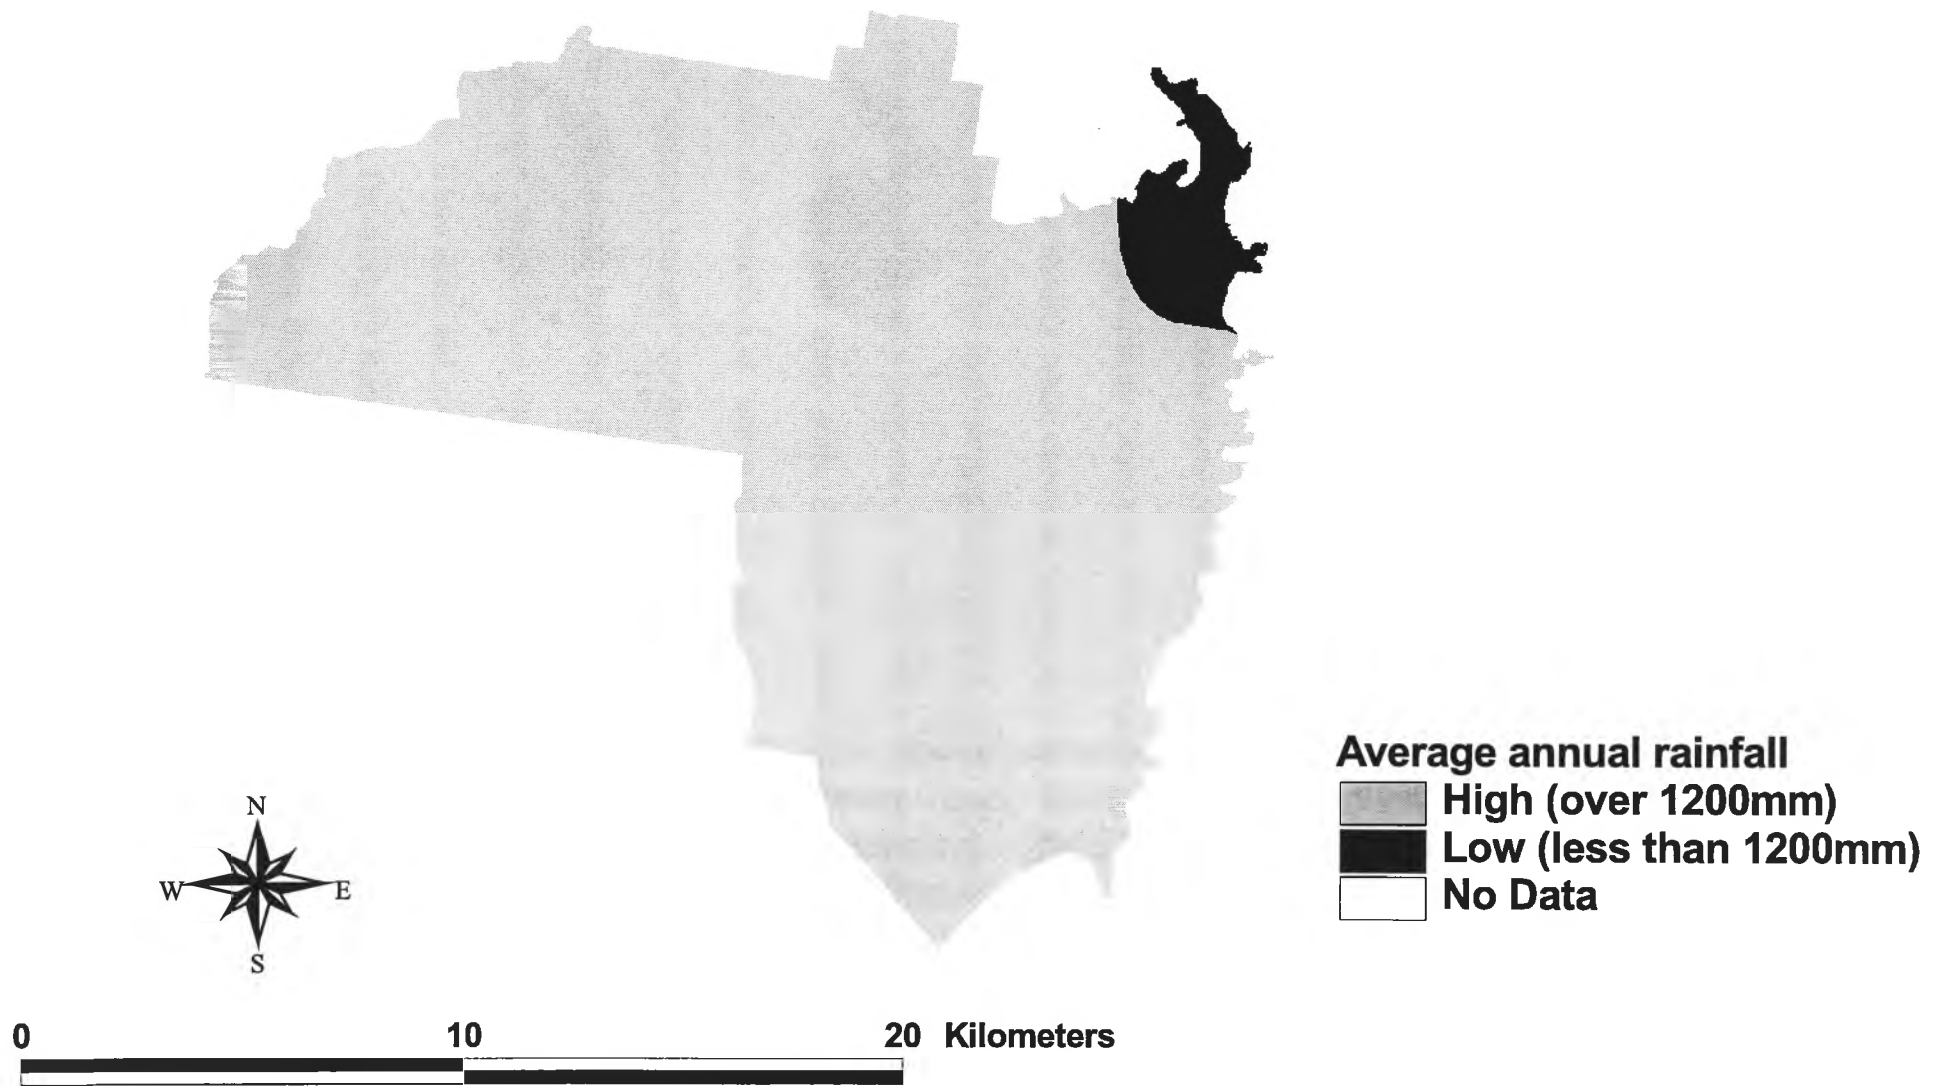 Average annual rainfall
High (over 1200mm)
Low (less than 1200mm)
No Data
N
W E
S
0 10 20 Kilometers